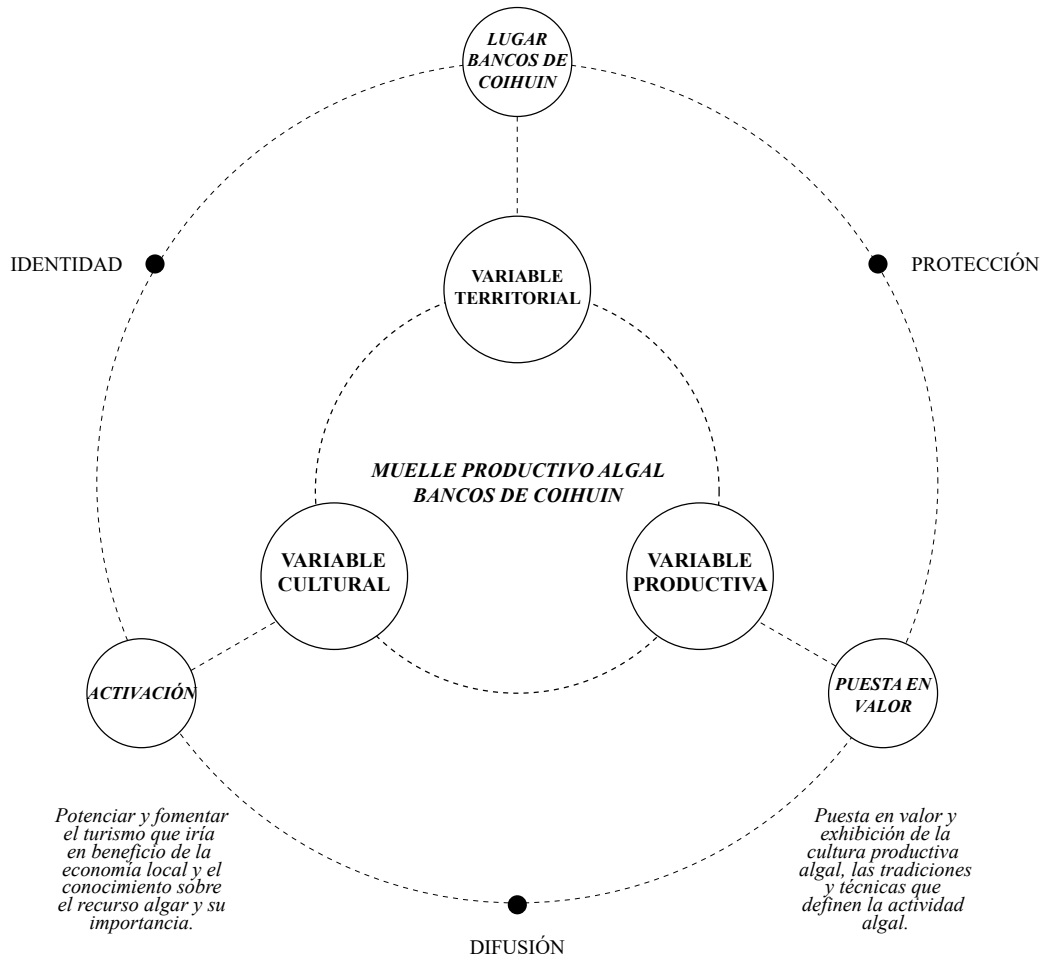 LUGAR
BANCOS DE
COIHUIN
IDENTIDAD
PROTECCIÓN
VARIABLE
TERRITORIAL
MUELLE PRODUCTIVO ALGAL
BANCOS DE COIHUIN
VARIABLE
CULTURAL
VARIABLE
PRODUCTIVA
ACTIVACIÓN
PUESTA EN
VALOR
Potenciar y fomentar
el turismo que iría
en beneficio de la
economía local y el
conocimiento sobre
el recurso algar y su
importancia.
Puesta en valor y
exhibición de la
cultura productiva
algal, las tradiciones
y técnicas que
definen la actividad
algal.
DIFUSIÓN